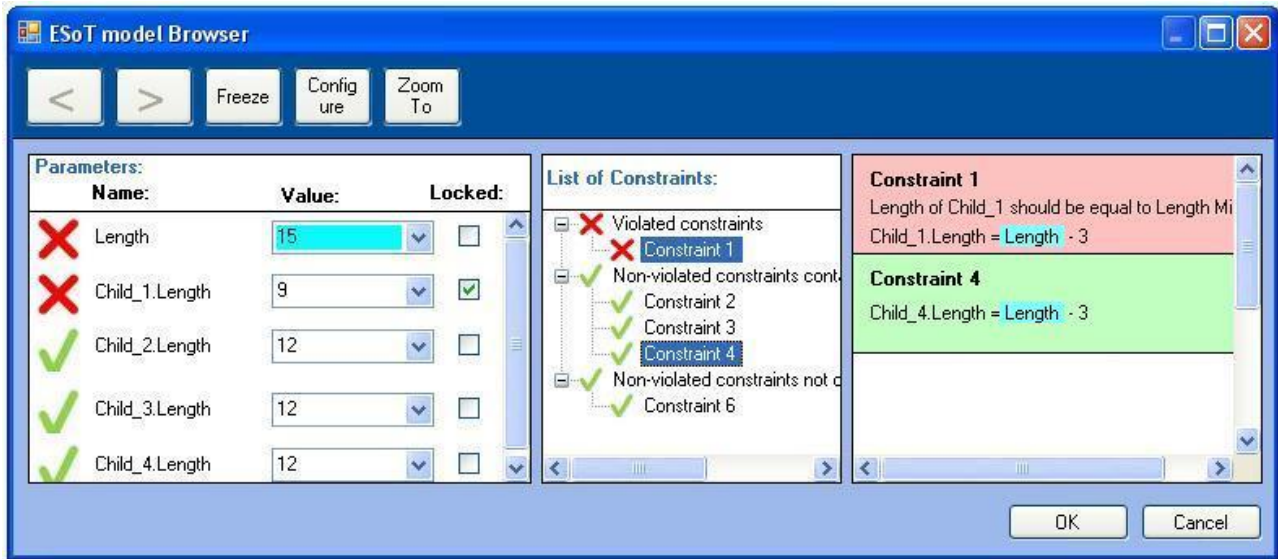 ESoT model Browser
< > Freeze Config
ure Zoom
To
Parameters:
Name: Value: Locked:
Length 15
Child_1.Length 9
Child_2.Length 12
Child_3.Length 12
Child_4.Length 12
List of Constraints:
Violated constraints
Constraint 1
Non-violated constraints conta
Constraint 2
Constraint 3
Constraint 4
Non-violated constraints not c
Constraint 6
Constraint 1
Length of Child_1 should be equal to Length Mi
Child_1.Length = Length - 3
Constraint 4
Child_4.Length = Length - 3
OK Cancel